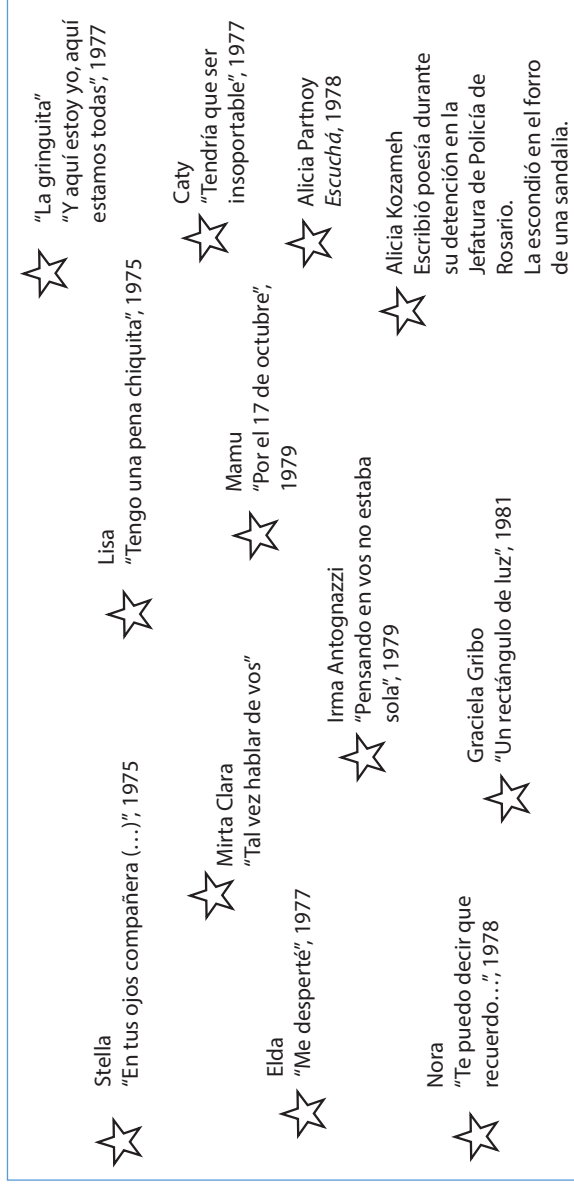 Stella
“En tus ojos compañera (…)”, 1975
Lisa
“Tengo una pena chiquita”, 1975
“La gringuita”
“Y aquí estoy yo, aquí
estamos todas”, 1977
Elda
“Me desperté”, 1977
Mirta Clara
“Tal vez hablar de vos”
Mamu
“Por el 17 de octubre”,
1979
Caty
“Tendría que ser
insoportable”, 1977
Irma Antognazzi
“Pensando en vos no estaba
sola”, 1979
Alicia Partnoy
Escuchá, 1978
Nora
“Te puedo decir que
recuerdo…”, 1978
Graciela Gribo
“Un rectángulo de luz”, 1981
Alicia Kozameh
Escribió poesía durante
su detención en la
Jefatura de Policía de
Rosario.
La escondió en el forro
de una sandalia.